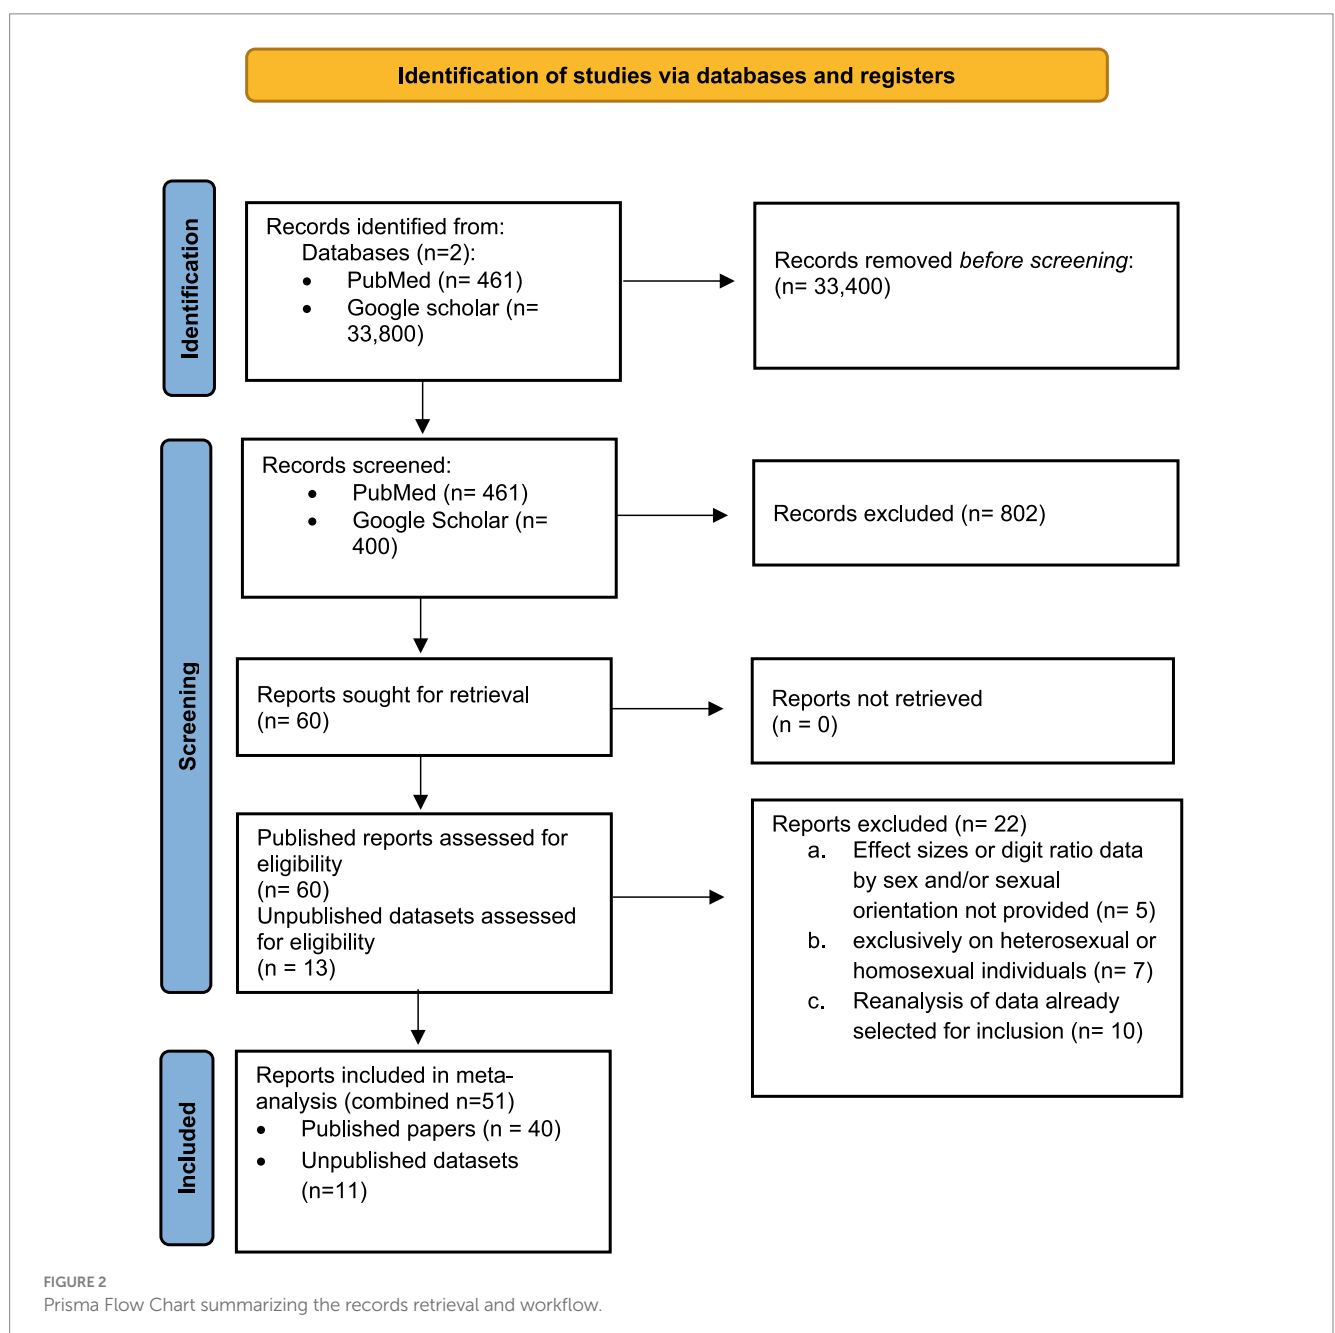 Identification of studies via databases and registers
Identification
Records identified from:
Databases (n=2):
• PubMed (n= 461)
• Google scholar (n=
33,800)
Records removed before screening:
(n= 33,400)
Screening
Records screened:
• PubMed (n= 461)
• Google Scholar (n=
400)
Records excluded (n= 802)
Reports sought for retrieval
(n= 60)
Reports not retrieved
(n = 0)
Published reports assessed for
eligibility
(n= 60)
Unpublished datasets assessed
for eligibility
(n = 13)
Reports excluded (n= 22)
a. Effect sizes or digit ratio data
by sex and/or sexual
orientation not provided (n= 5)
b. exclusively on heterosexual or
homosexual individuals (n= 7)
c. Reanalysis of data already
selected for inclusion (n= 10)
Included
Reports included in meta-
analysis (combined n=51)
• Published papers (n = 40)
• Unpublished datasets
(n=11)
FIGURE 2
Prisma Flow Chart summarizing the records retrieval and workflow.